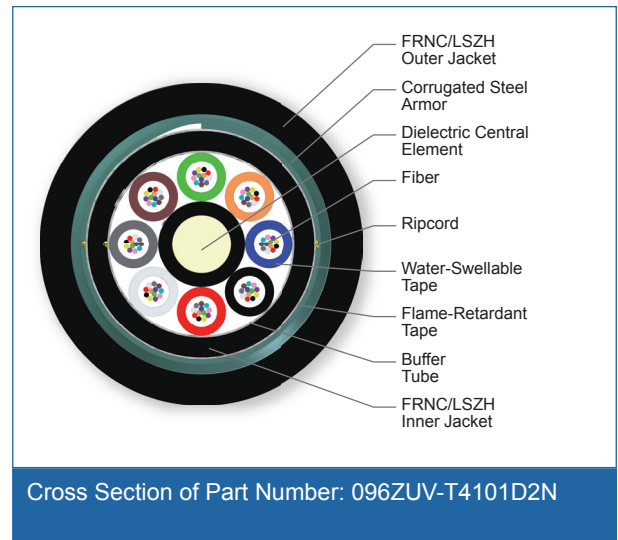 FRNC/LSZH
Outer Jacket
Corrugated Steel
Armor
Dielectric Central
Element
Fiber
Ripcord
Water-Swellable
Tape
Flame-Retardant
Tape
Buffer
Tube
FRNC/LSZH
Inner Jacket
Cross Section of Part Number: 096ZUV-T4101D2N